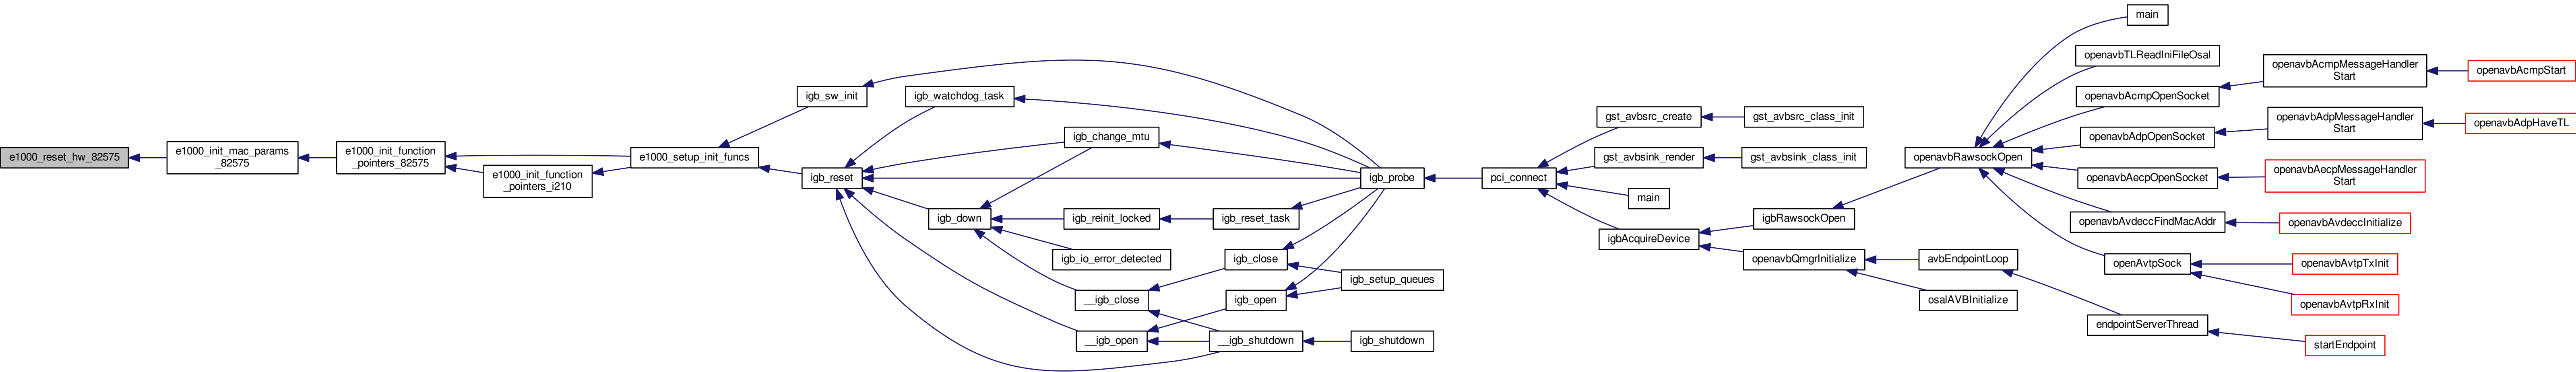 e1000_reset_hw_82575
e1000_init_mac_params
_82575
e1000_init_function
_pointers_82575
e1000_init_function
_pointers_i210
e1000_setup_init_funcs
igb_sw_init
igb_reset
igb_watchdog_task
igb_change_mtu
igb_down
igb_reinit_locked
igb_reset_task
igb_io_error_detected
__igb_close
__igb_open
igb_close
igb_open
__igb_shutdown
igb_probe
igb_setup_queues
igb_shutdown
pci_connect
gst_avbsrc_create
gst_avbsink_render
main
igbAcquireDevice
gst_avbsrc_class_init
gst_avbsink_class_init
igbRawsockOpen
openavbQmgrInitialize
openavbRawsockOpen
avbEndpointLoop
osalAVBInitialize
main
openavbTLReadIniFileOsal
openavbAcmpOpenSocket
openavbAdpOpenSocket
openavbAecpOpenSocket
openavbAvdeccFindMacAddr
openAvtpSock
endpointServerThread
openavbAcmpMessageHandler
Start
openavbAdpMessageHandler
Start
openavbAecpMessageHandler
Start
openavbAvdeccInitialize
openavbAvtpTxInit
openavbAvtpRxInit
startEndpoint
openavbAcmpStart
openavbAdpHaveTL